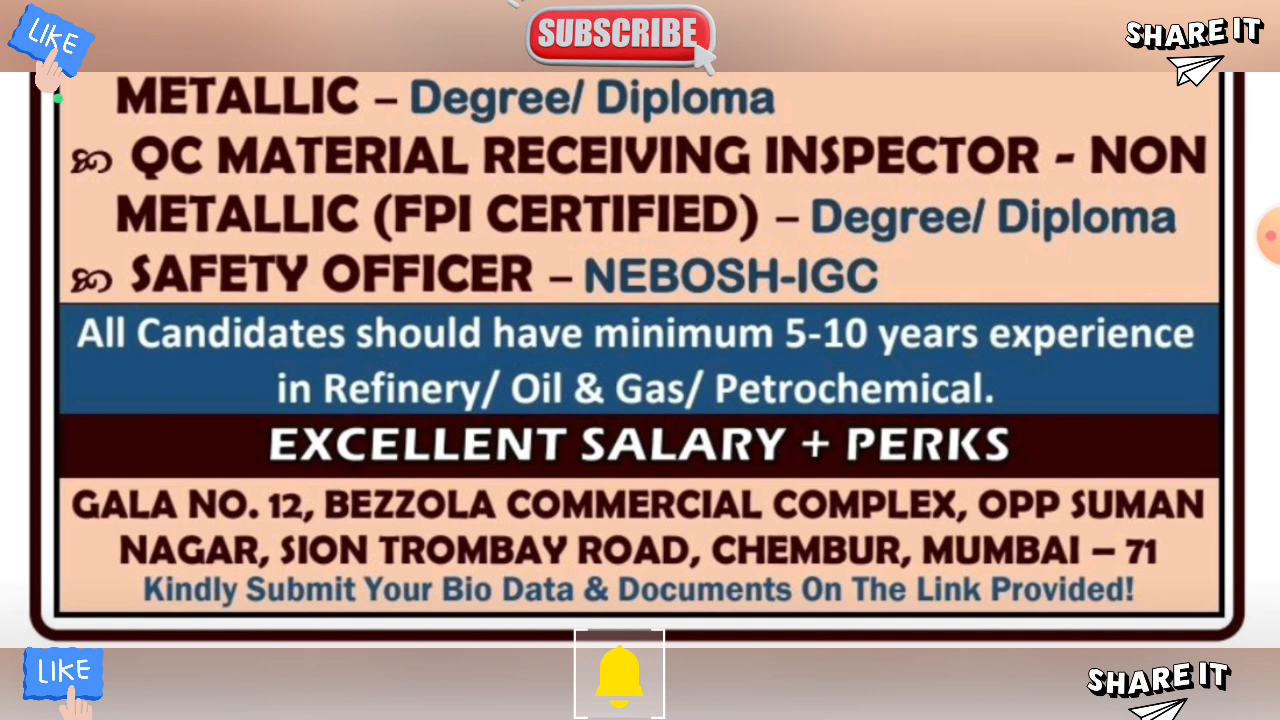 LIKE
SUBSCRIBE
SHARE IT
METALLIC – Degree/ Diploma
QC MATERIAL RECEIVING INSPECTOR - NON
METALLIC (FPI CERTIFIED) – Degree/ Diploma
SAFETY OFFICER – NEBOSH-IGC
All Candidates should have minimum 5-10 years experience
in Refinery/ Oil & Gas/ Petrochemical.
EXCELLENT SALARY + PERKS
GALA NO. 12, BEZZOLA COMMERCIAL COMPLEX, OPP SUMAN
NAGAR, SION TROMBAY ROAD, CHEMBUR, MUMBAI – 71
Kindly Submit Your Bio Data & Documents On The Link Provided!
LIKE
SHARE IT